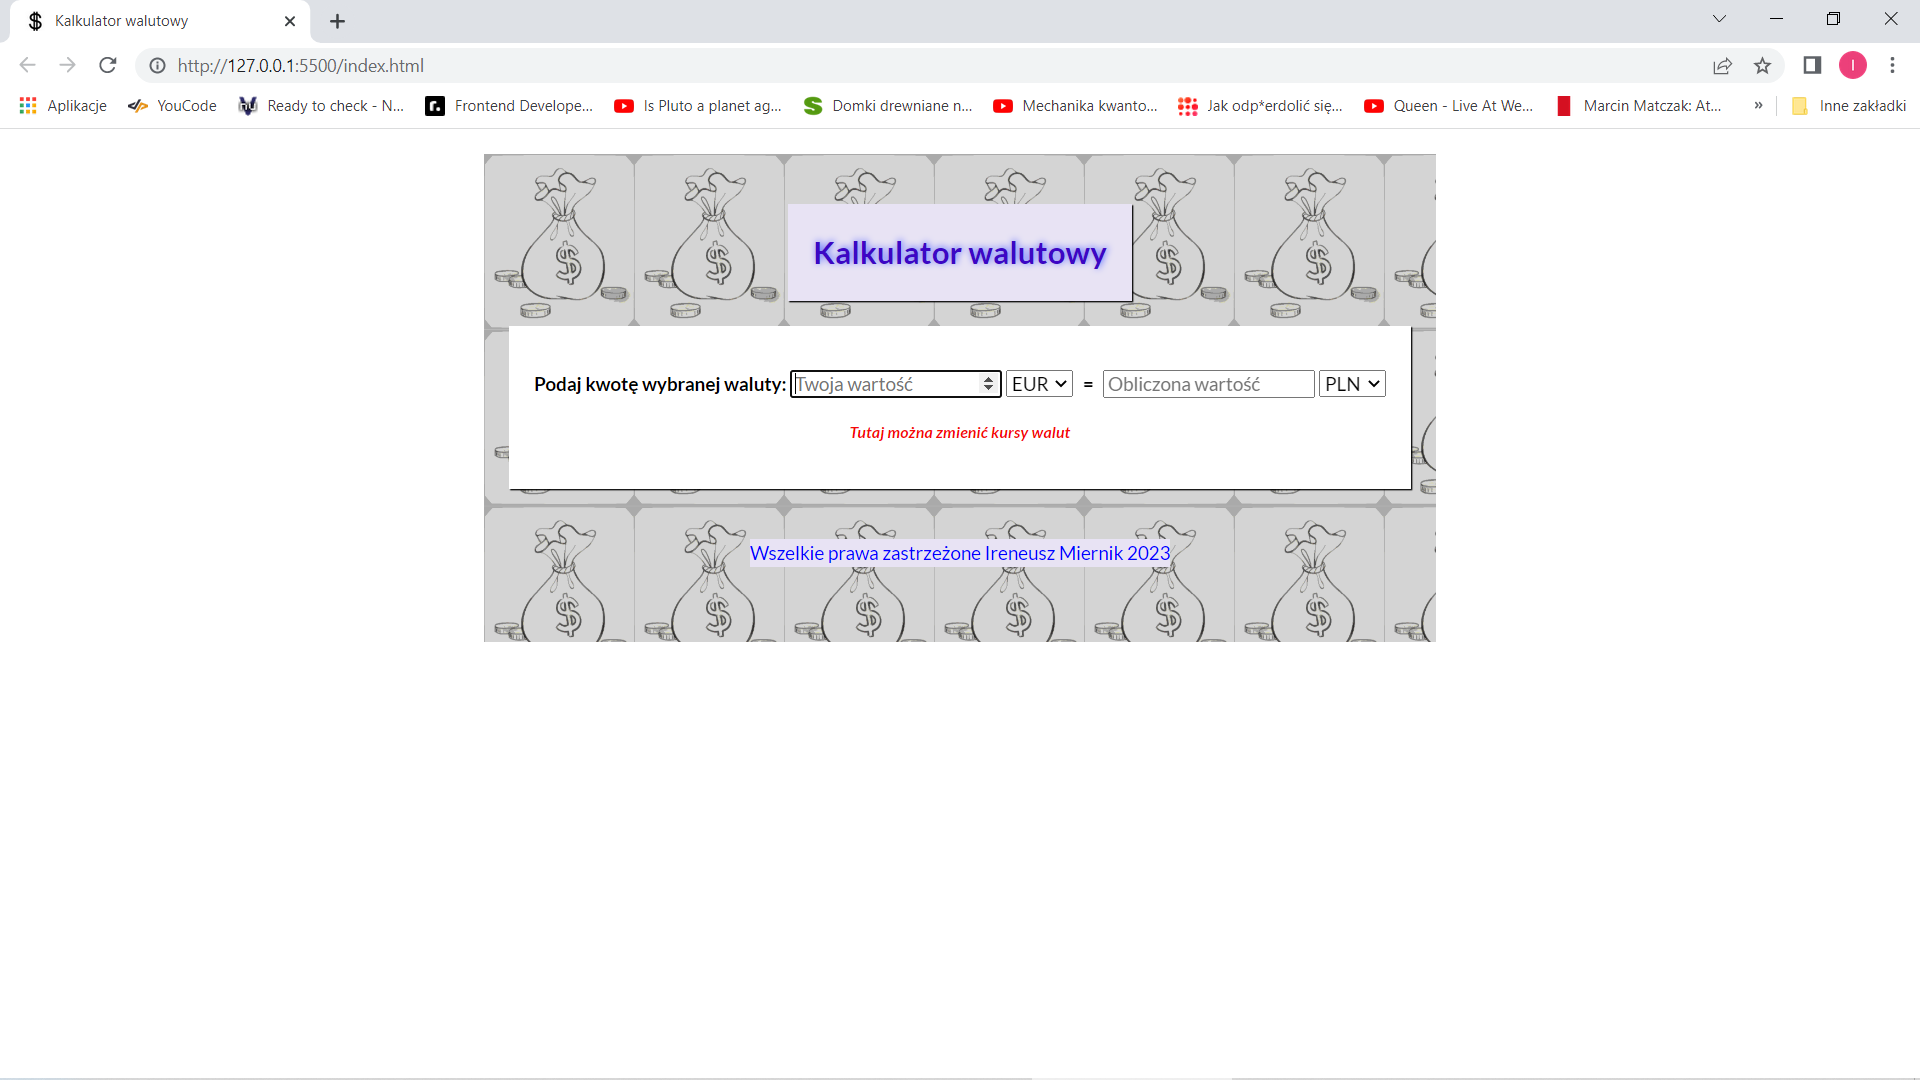 Kalkulator walutowy
http://127.0.0.1:5500/index.html
I
Aplikacje
YouCode
Ready to check - N...
Frontend Develope...
Is Pluto a planet ag...
Domki drewniane n...
Mechanika kwanto...
Jak odp*erdolić się...
Queen - Live At We...
Marcin Matczak: At...
»
Inne zakładki
Kalkulator walutowy
Podaj kwotę wybranej waluty: Twoja wartość EUR = Obliczona wartość PLN
Tutaj można zmienić kursy walut
Wszelkie prawa zastrzeżone Ireneusz Miernik 2023